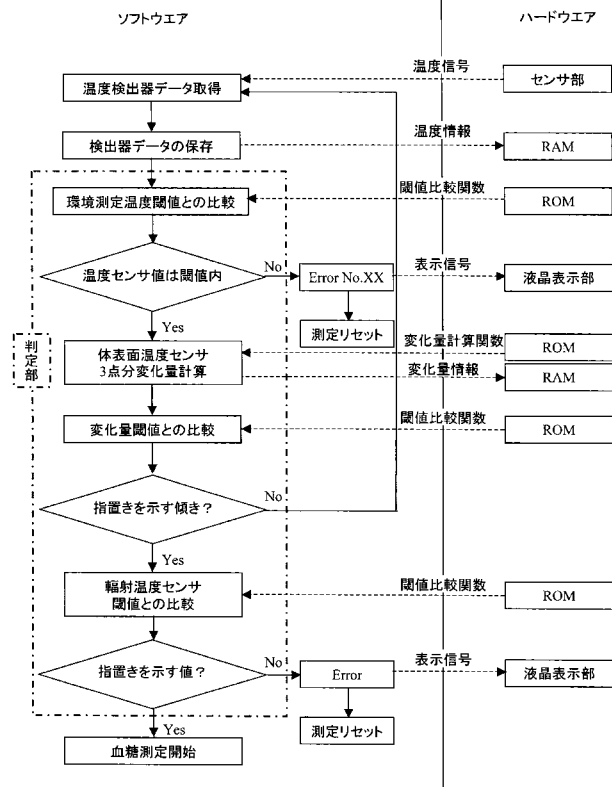 ソフトウエア
ハードウエア
温度信号
温度検出器データ取得
センサ部
温度情報
検出器データの保存
RAM
閾値比較関数
環境測定温度閾値との比較
ROM
温度センサ値は閾値内
No
Error No.XX
表示信号
液晶表示部
Yes
測定リセット
判定部
変化量計算関数
体表面温度センサ
3点分変化量計算
ROM
変化量情報
RAM
閾値比較関数
変化量閾値との比較
ROM
指置きを示す傾き?
No
Yes
輻射温度センサ
閾値との比較
閾値比較関数
ROM
指置きを示す値?
No
Error
表示信号
液晶表示部
Yes
測定リセット
血糖測定開始